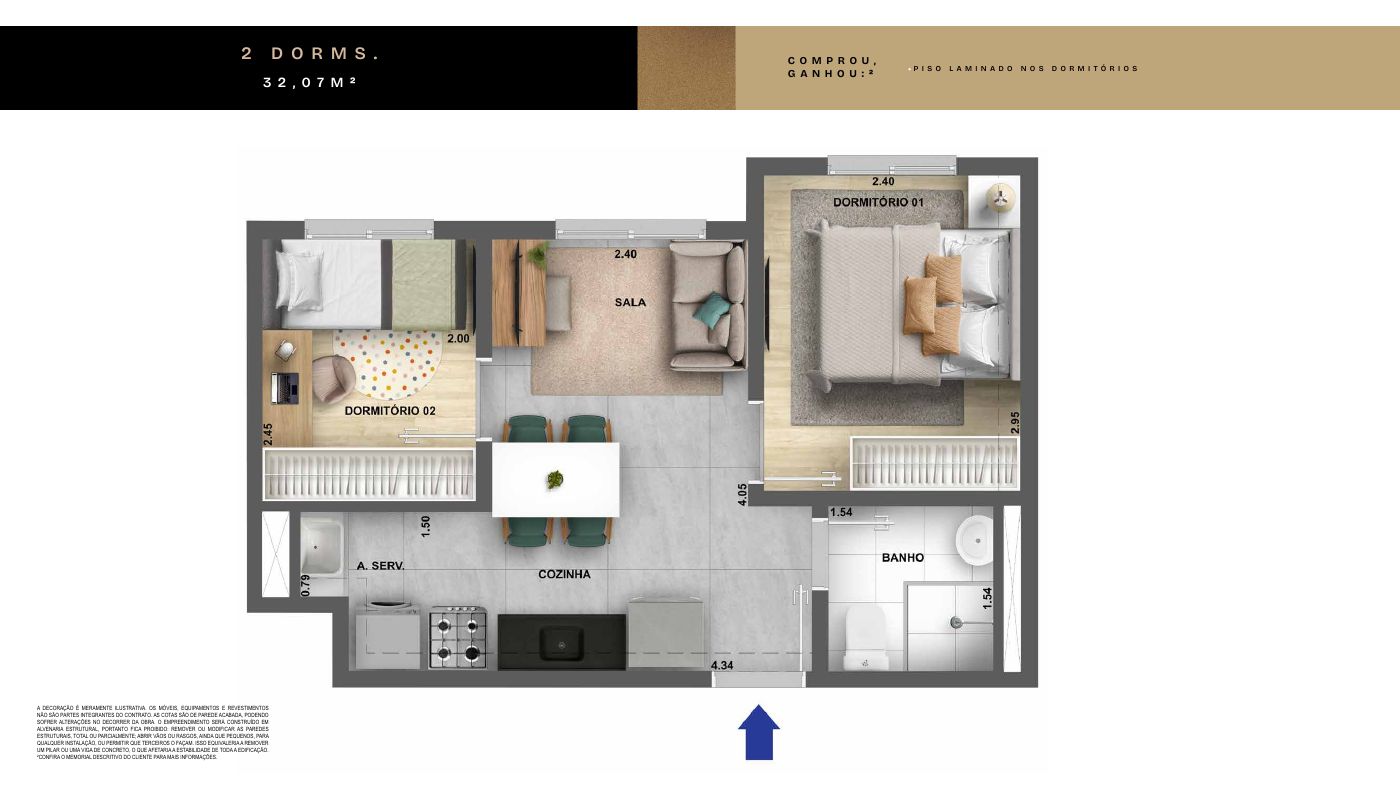 2 DORMS.
32,07M²
COMPROU,
GANHOU:²
•PISO LAMINADO NOS DORMITÓRIOS
2.40
DORMITÓRIO 01
2.40
SALA
2.00
DORMITÓRIO 02
2.45
2.95
4.05
1.50
1.54
A. SERV.
COZINHA
BANHO
0.79
1.54
4.34
A DECORAÇÃO É MERAMENTE ILUSTRATIVA. OS MÓVEIS, EQUIPAMENTOS E REVESTIMENTOS
NÃO SÃO PARTES INTEGRANTES DO CONTRATO. AS COTAS SÃO DE PAREDE ACABADA, PODENDO
SOFRER ALTERAÇÕES NO DECORRER DA OBRA. O EMPREENDIMENTO SERÁ CONSTRUÍDO EM
ALVENARIA ESTRUTURAL, PORTANTO FICA PROIBIDO: REMOVER OU MODIFICAR AS PAREDES
ESTRUTURAIS, TOTAL OU PARCIALMENTE; ABRIR VÃOS OU RASGOS, AINDA QUE PEQUENOS, PARA
QUALQUER INSTALAÇÃO, OU PERMITIR QUE TERCEIROS O FAÇAM. ISSO EQUIVALERIA A REMOVER
UM PILAR OU UMA VIGA DE CONCRETO, O QUE AFETARIA A ESTABILIDADE DE TODA A EDIFICAÇÃO.
²CONFIRA O MEMORIAL DESCRITIVO DO CLIENTE PARA MAIS INFORMAÇÕES.